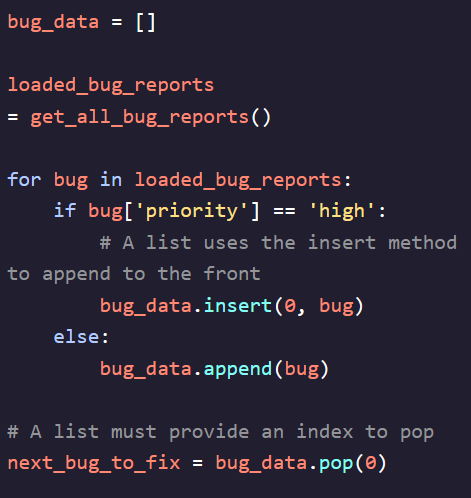 bug_data = []

loaded_bug_reports
= get_all_bug_reports()

for bug in loaded_bug_reports:
    if bug['priority'] == 'high':
        # A list uses the insert method
to append to the front
        bug_data.insert(0, bug)
    else:
        bug_data.append(bug)

# A list must provide an index to pop
next_bug_to_fix = bug_data.pop(0)